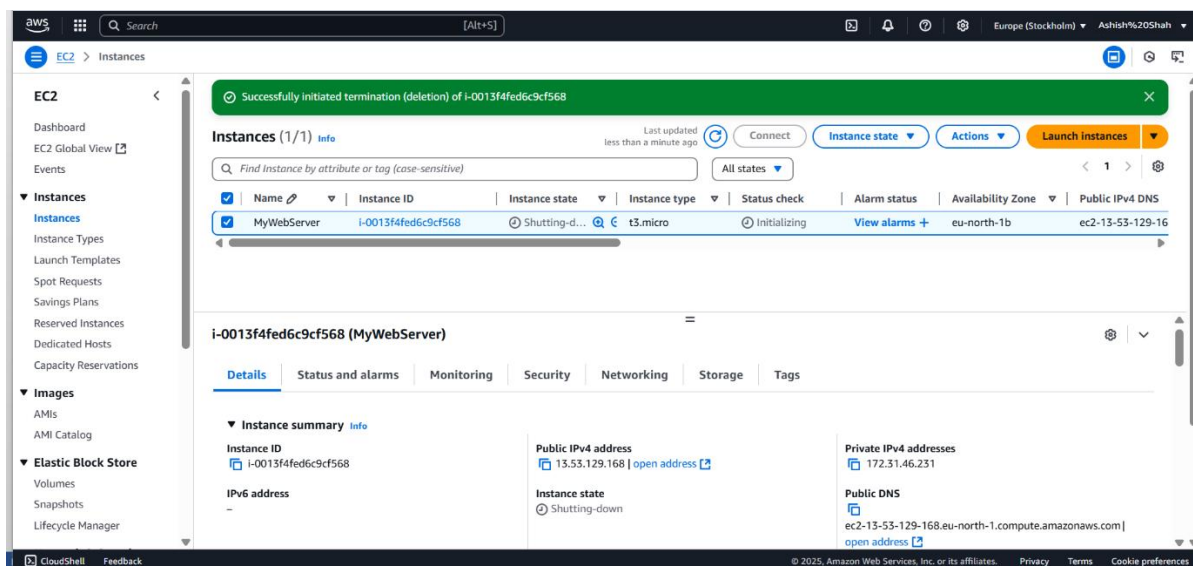 aws Search [Alt+S] Europe (Stockholm) Ashish%20Shah
EC2 > Instances
EC2
Dashboard
EC2 Global View
Events
Instances
Instances
Instance Types
Launch Templates
Spot Requests
Savings Plans
Reserved Instances
Dedicated Hosts
Capacity Reservations
Images
AMIs
AMI Catalog
Elastic Block Store
Volumes
Snapshots
Lifecycle Manager
Successfully initiated termination (deletion) of i-0013f4fed6c9cf568
Instances (1/1) Info
Last updated
less than a minute ago
Connect Instance state Actions Launch instances
Find Instance by attribute or tag (case-sensitive) All states 1
Name Instance ID Instance state Instance type Status check Alarm status Availability Zone Public IPv4 DNS
MyWebServer i-0013f4fed6c9cf568 Shutting-d... t3.micro Initializing View alarms + eu-north-1b ec2-13-53-129-16
i-0013f4fed6c9cf568 (MyWebServer)
Details Status and alarms Monitoring Security Networking Storage Tags
Instance summary Info
Instance ID
i-0013f4fed6c9cf568
IPv6 address
–
Public IPv4 address
13.53.129.168 | open address
Instance state
Shutting-down
Private IPv4 addresses
172.31.46.231
Public DNS
ec2-13-53-129-168.eu-north-1.compute.amazonaws.com |
open address
CloudShell Feedback © 2025, Amazon Web Services, Inc. or its affiliates. Privacy Terms Cookie preferences